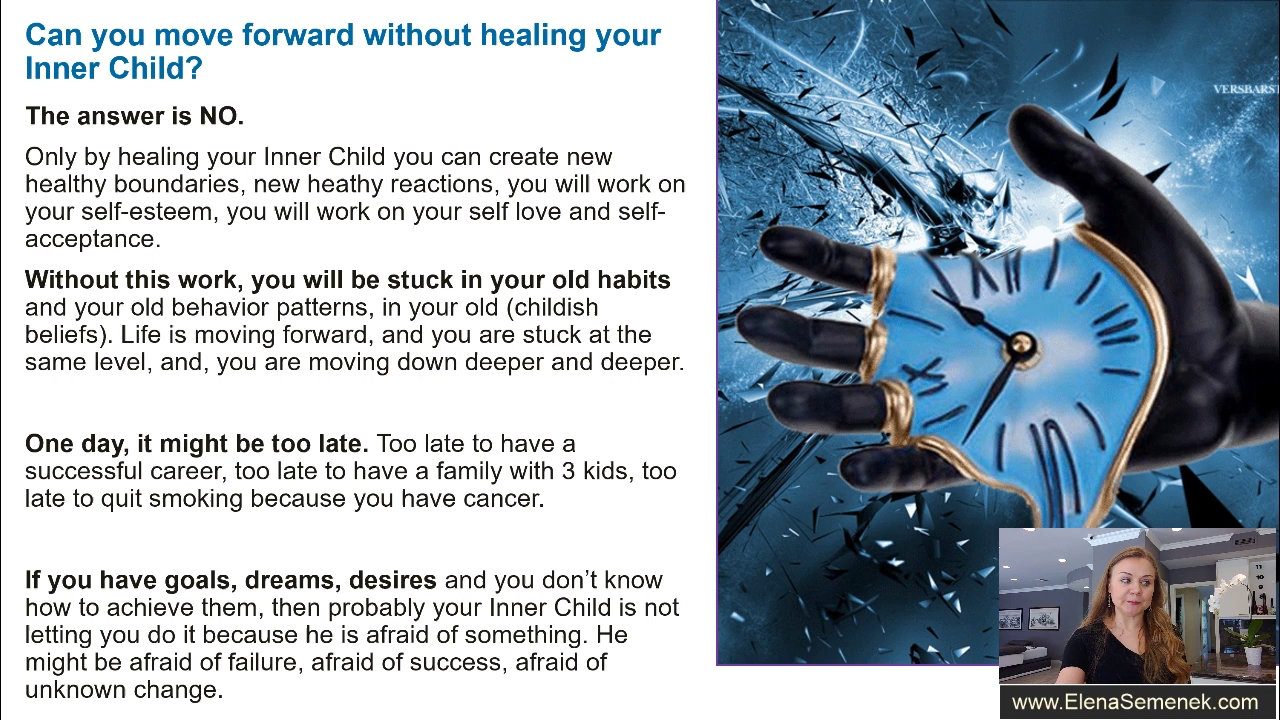 Can you move forward without healing your
Inner Child?
The answer is NO.
Only by healing your Inner Child you can create new
healthy boundaries, new heathy reactions, you will work on
your self-esteem, you will work on your self love and self-
acceptance.
Without this work, you will be stuck in your old habits
and your old behavior patterns, in your old (childish
beliefs). Life is moving forward, and you are stuck at the
same level, and, you are moving down deeper and deeper.
One day, it might be too late. Too late to have a
successful career, too late to have a family with 3 kids, too
late to quit smoking because you have cancer.
If you have goals, dreams, desires and you don’t know
how to achieve them, then probably your Inner Child is not
letting you do it because he is afraid of something. He
might be afraid of failure, afraid of success, afraid of
unknown change.
VERSBARST
www.ElenaSemenek.com